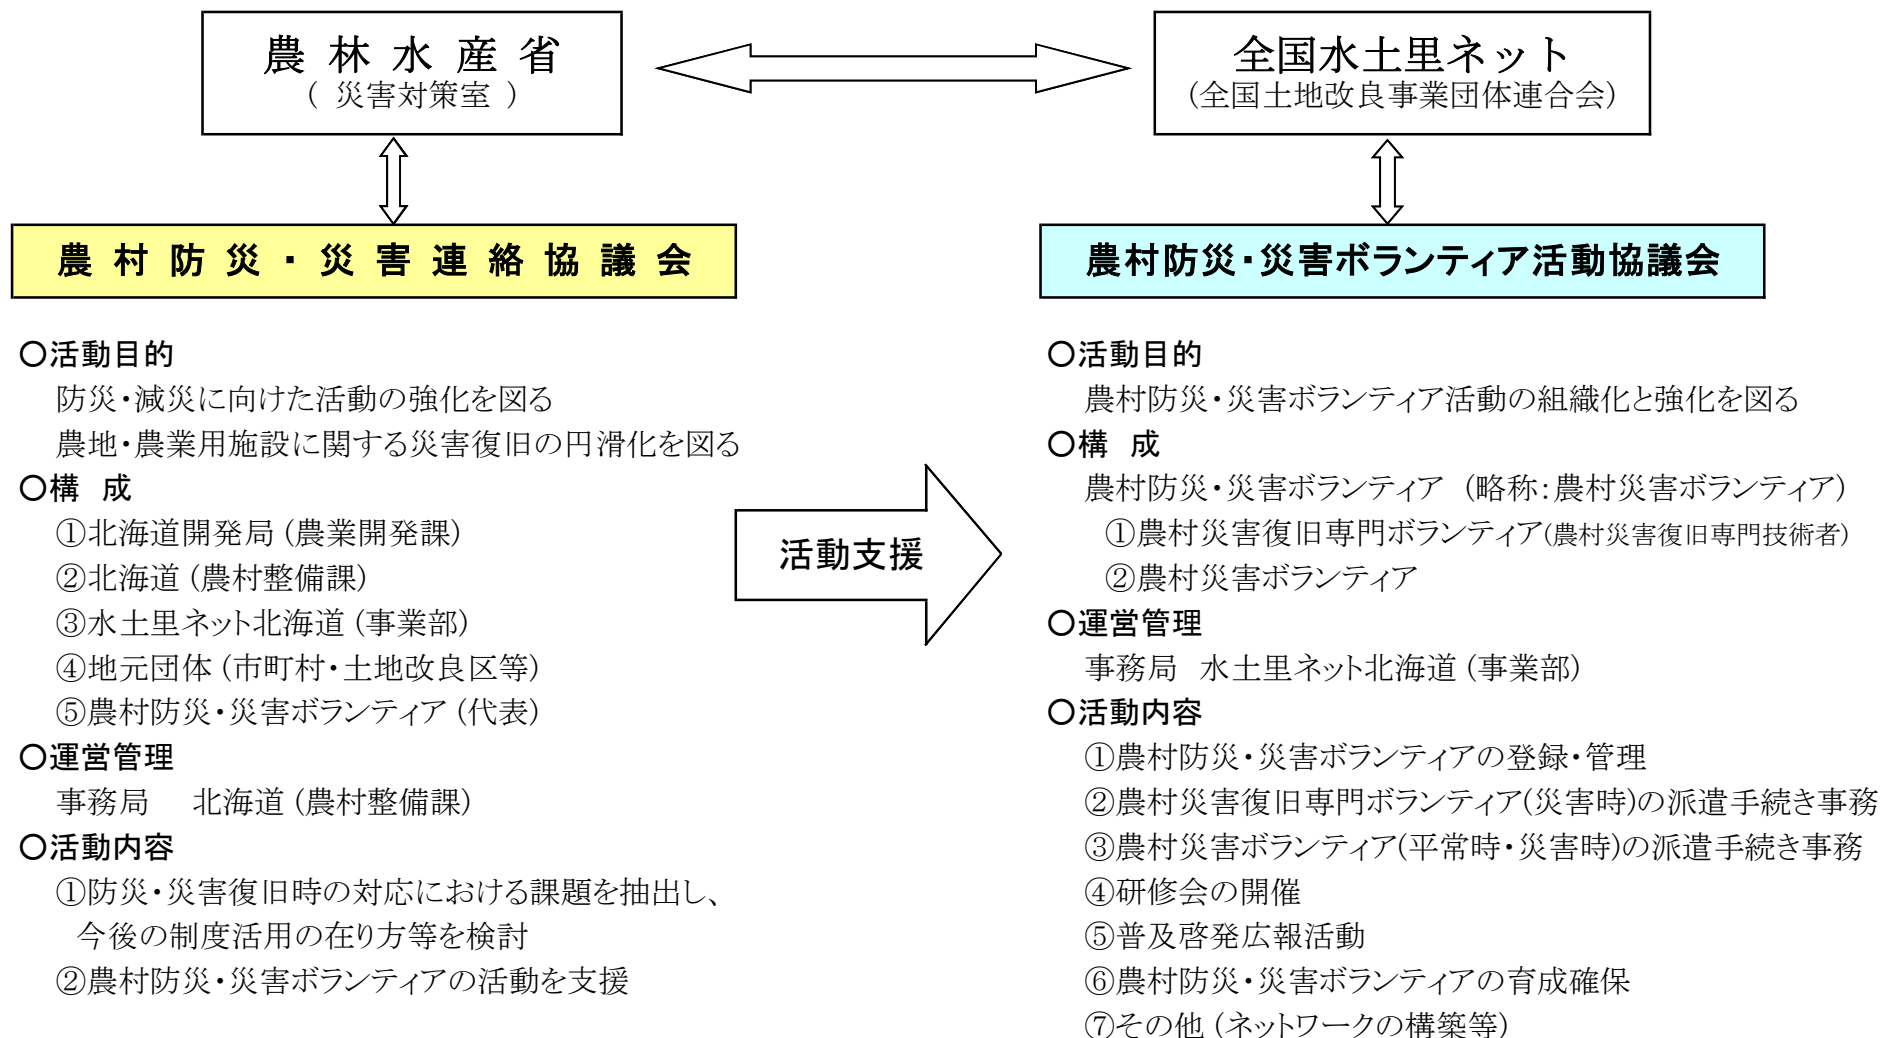 農 林 水 産 省
( 災害対策室 )
全国水土里ネット
(全国土地改良事業団体連合会)
農 村 防 災 ・ 災 害 連 絡 協 議 会
○活動目的
防災・減災に向けた活動の強化を図る
農地・農業用施設に関する災害復旧の円滑化を図る
○構 成
①北海道開発局 (農業開発課)
②北海道 (農村整備課)
③水土里ネット北海道 (事業部)
④地元団体 (市町村・土地改良区等)
⑤農村防災・災害ボランティア (代表)
○運営管理
事務局 北海道 (農村整備課)
○活動内容
①防災・災害復旧時の対応における課題を抽出し、
今後の制度活用の在り方等を検討
②農村防災・災害ボランティアの活動を支援
活動支援
農村防災・災害ボランティア活動協議会
○活動目的
農村防災・災害ボランティア活動の組織化と強化を図る
○構 成
農村防災・災害ボランティア (略称：農村災害ボランティア)
①農村災害復旧専門ボランティア(農村災害復旧専門技術者)
②農村災害ボランティア
○運営管理
事務局 水土里ネット北海道 (事業部)
○活動内容
①農村防災・災害ボランティアの登録・管理
②農村災害復旧専門ボランティア(災害時)の派遣手続き事務
③農村災害ボランティア(平常時・災害時)の派遣手続き事務
④研修会の開催
⑤普及啓発広報活動
⑥農村防災・災害ボランティアの育成確保
⑦その他 (ネットワークの構築等)